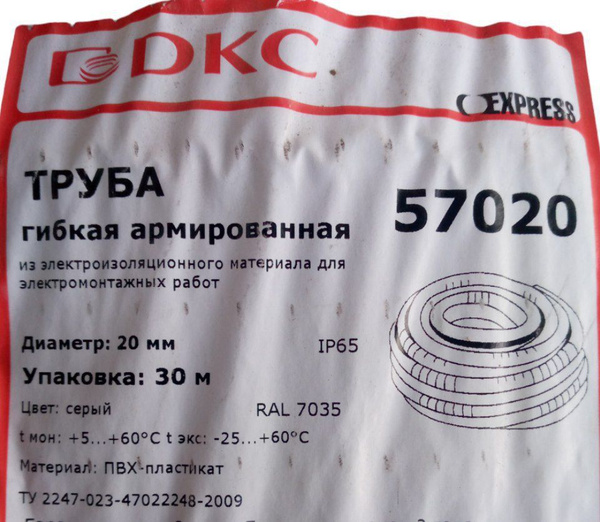 DKC
EXPRESS
ТРУБА
57020
гибкая армированная
из электроизоляционного материала для
электромонтажных работ
Диаметр: 20 мм IP65
Упаковка: 30 м
Цвет: серый RAL 7035
t мон: +5...+60°C t экс: -25...+60°C
Материал: ПВХ-пластикат
ТУ 2247-023-47022248-2009